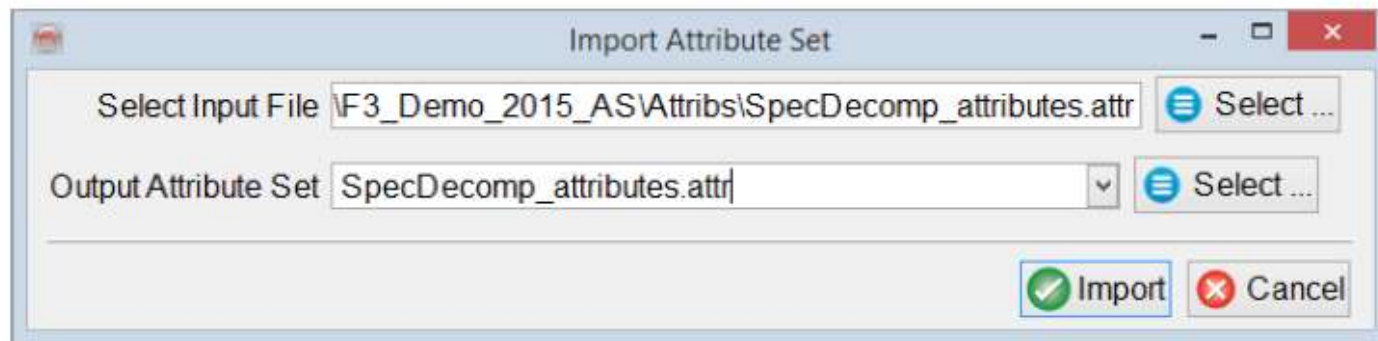 Import Attribute Set
Select Input File \F3_Demo_2015_AS\Attribs\SpecDecomp_attributes.attr Select ...
Output Attribute Set SpecDecomp_attributes.attr Select ...
Import Cancel